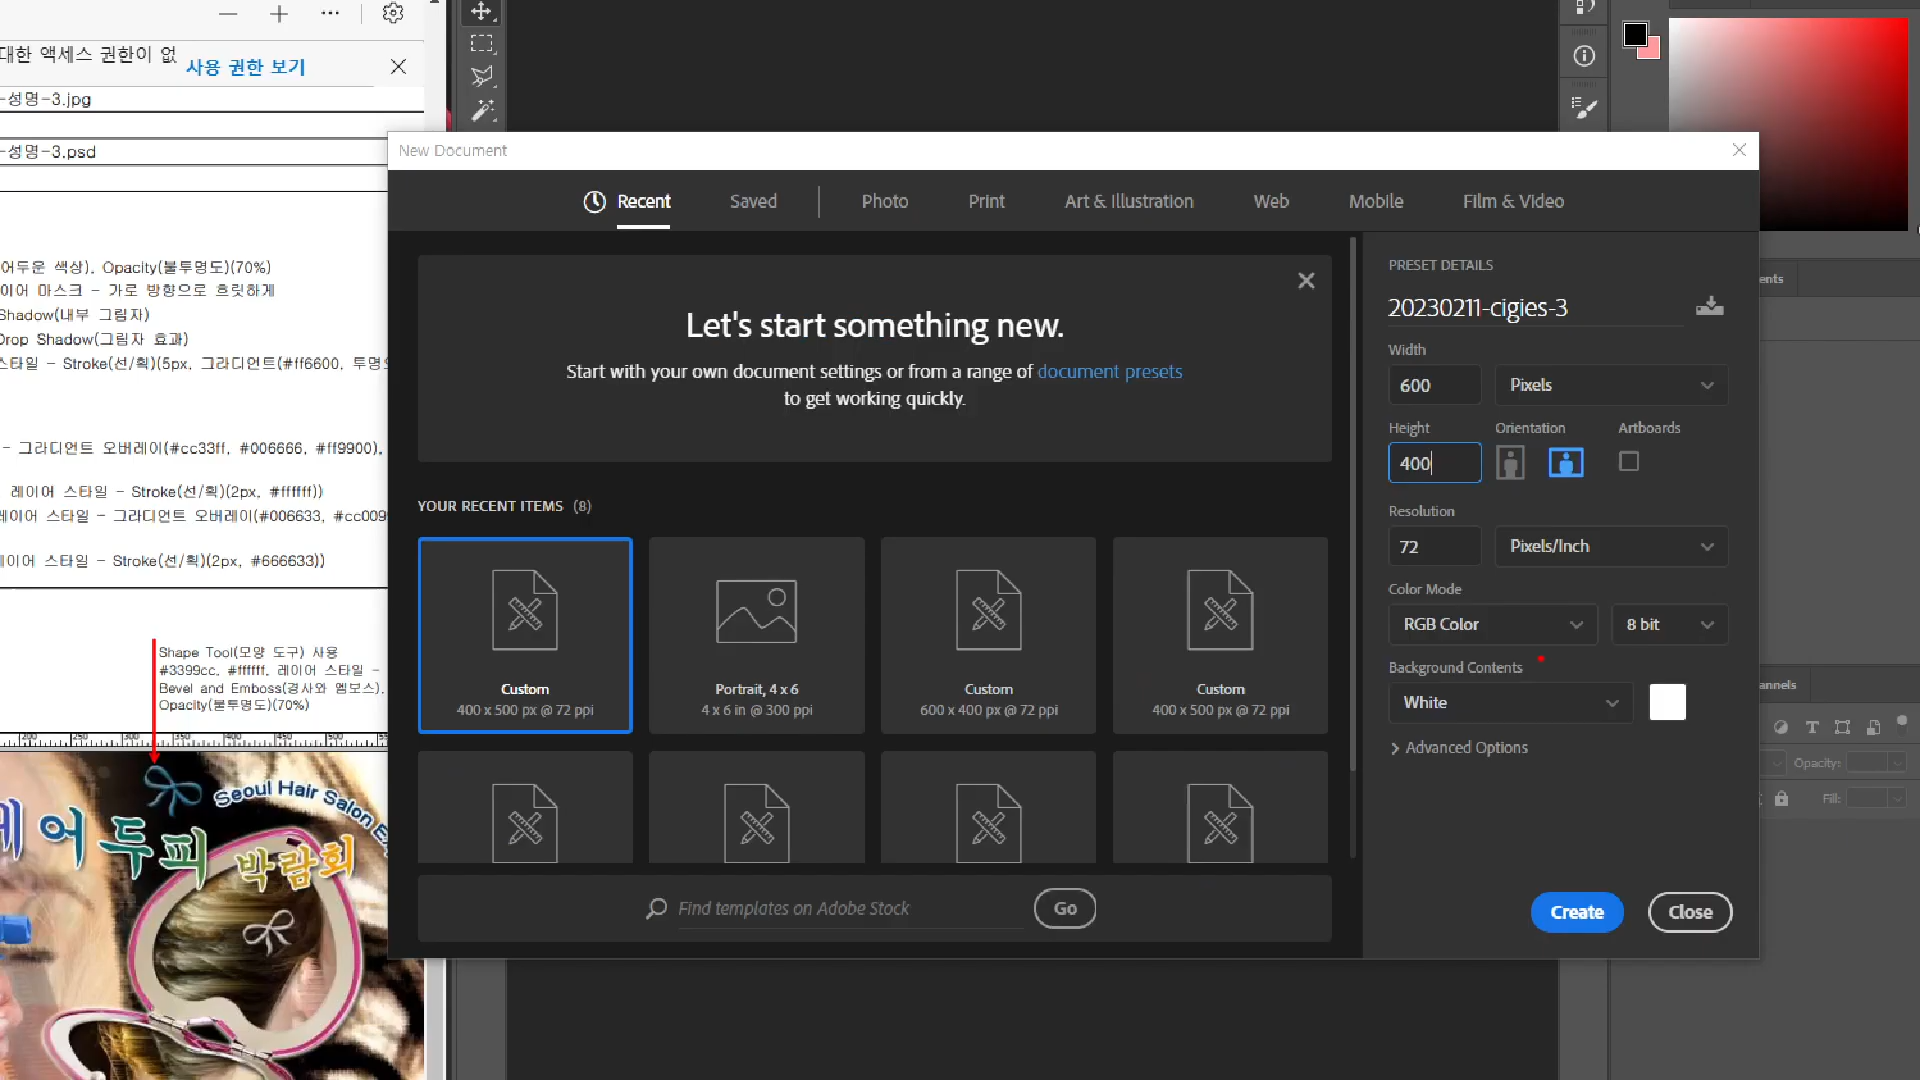 대한 액세스 권한이 없
사용 권한 보기
-성명-3.jpg
-성명-3.psd
어두운 색상), Opacity(불투명도)(70%)
이어 마스크 - 가로 방향으로 흐릿하게
Shadow(내부 그림자)
Drop Shadow(그림자 효과)
스타일 - Stroke(선/획)(5px, 그라디언트(#ff6600, 투명으
- 그라디언트 오버레이(#cc33ff, #006666, #ff9900),
레이어 스타일 - Stroke(선/획)(2px, #ffffff))
레이어 스타일 - 그라디언트 오버레이(#006633, #cc009
레이어 스타일 - Stroke(선/획)(2px, #666633))
Shape Tool(모양 도구) 사용
#3399cc, #ffffff, 레이어 스타일 -
Bevel and Emboss(경사와 엠보스),
Opacity(불투명도)(70%)
200 250 300 350 400 450 500 55
Seoul Hair Salon E
헤어두피 박람회
New Document
Recent Saved Photo Print Art & Illustration Web Mobile Film & Video
Let's start something new.
Start with your own document settings or from a range of document presets
to get working quickly.
YOUR RECENT ITEMS (8)
Custom
400 x 500 px @ 72 ppi
Portrait, 4 x 6
4 x 6 in @ 300 ppi
Custom
600 x 400 px @ 72 ppi
Custom
400 x 500 px @ 72 ppi
Find templates on Adobe Stock
Go
PRESET DETAILS
20230211-cigies-3
Width
600 Pixels
Height Orientation Artboards
400
Resolution
72 Pixels/Inch
Color Mode
RGB Color 8 bit
Background Contents
White
Advanced Options
Create Close
ents
annels
Opacity:
Fill: